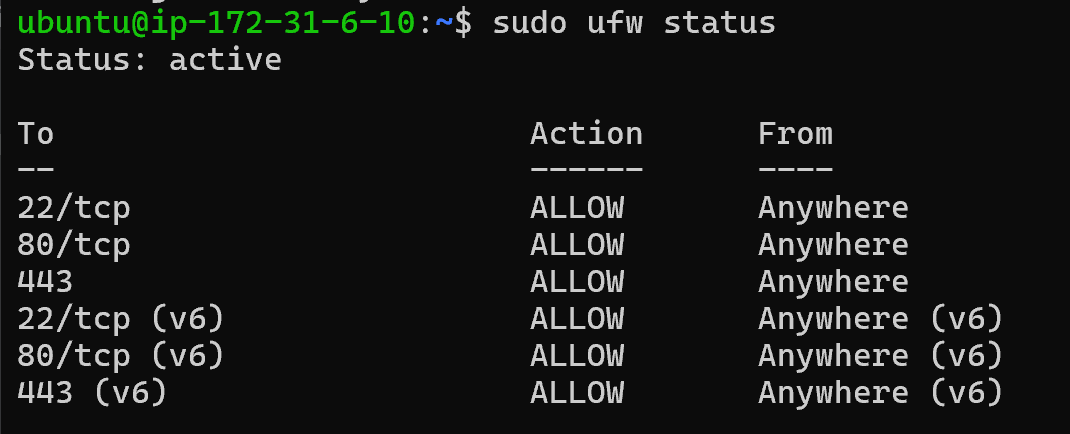 ubuntu@ip-172-31-6-10:~$ sudo ufw status
Status: active
To Action From
-- ------ ----
22/tcp ALLOW Anywhere
80/tcp ALLOW Anywhere
443 ALLOW Anywhere
22/tcp (v6) ALLOW Anywhere (v6)
80/tcp (v6) ALLOW Anywhere (v6)
443 (v6) ALLOW Anywhere (v6)